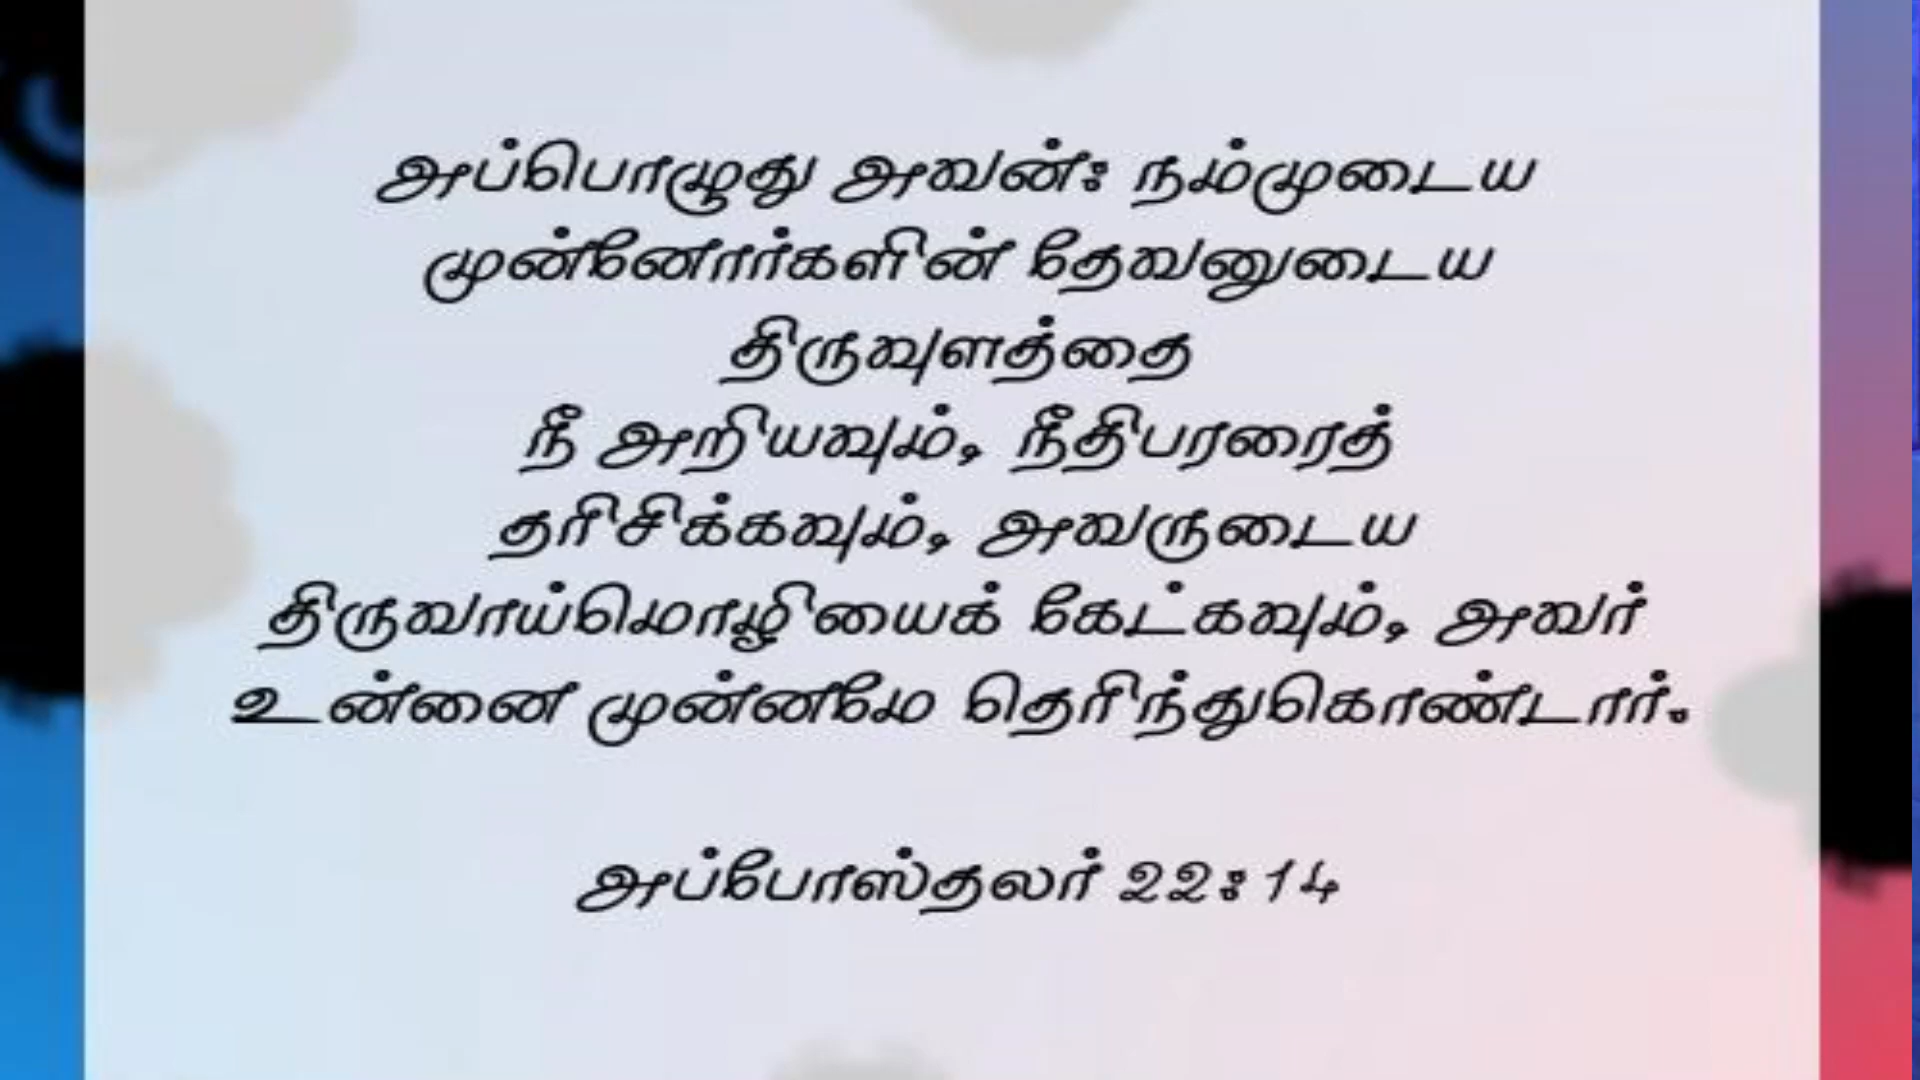 அப்பொழுது அவன்: நம்முடைய
முன்னோர்களின் தேவனுடைய
திருவுளத்தை
நீ அறியவும், நீதிபரரைத்
தரிசிக்கவும், அவருடைய
திருவாய்மொழியைக் கேட்கவும், அவர்
உன்னை முன்னமே தெரிந்துகொண்டார்.
அப்போஸ்தலர் 22:14